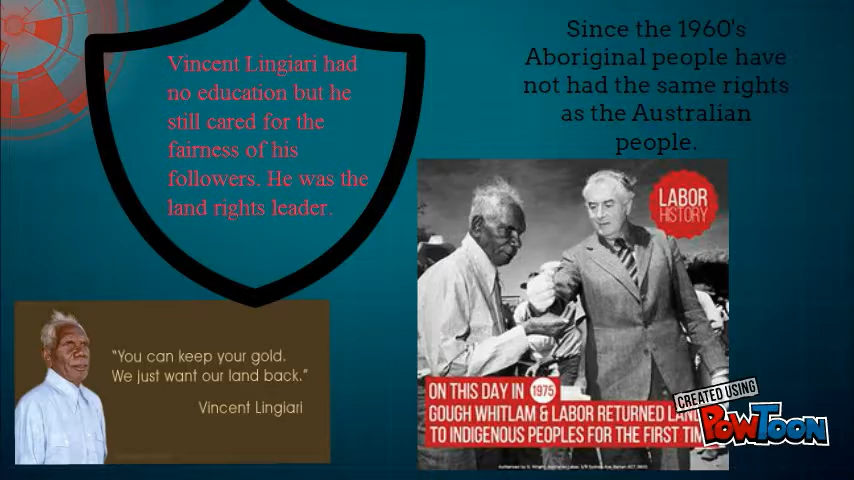 Vincent Lingiari had
no education but he
still cared for the
fairness of his
followers. He was the
land rights leader.
Since the 1960's
Aboriginal people have
not had the same rights
as the Australian
people.
LABOR
HISTORY
"You can keep your gold.
We just want our land back."
Vincent Lingiari
ON THIS DAY IN 1975
GOUGH WHITLAM & LABOR RETURNED
TO INDIGENOUS PEOPLES FOR THE FIRST
CREATED USING
POWTOON